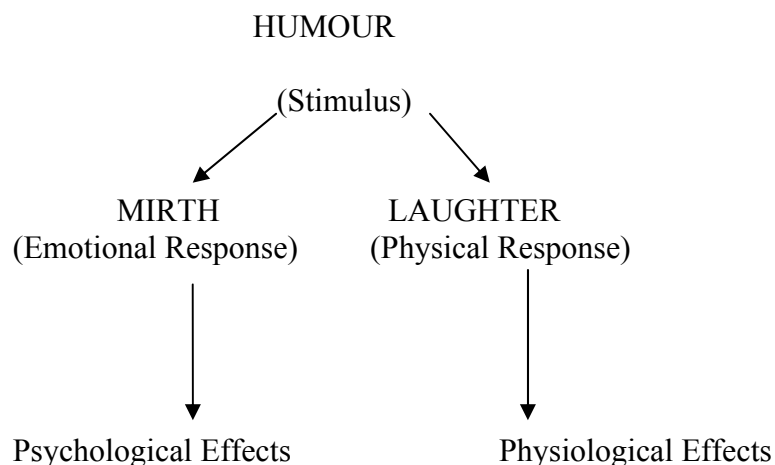 HUMOUR
(Stimulus)
MIRTH
(Emotional Response)
LAUGHTER
(Physical Response)
Psychological Effects
Physiological Effects